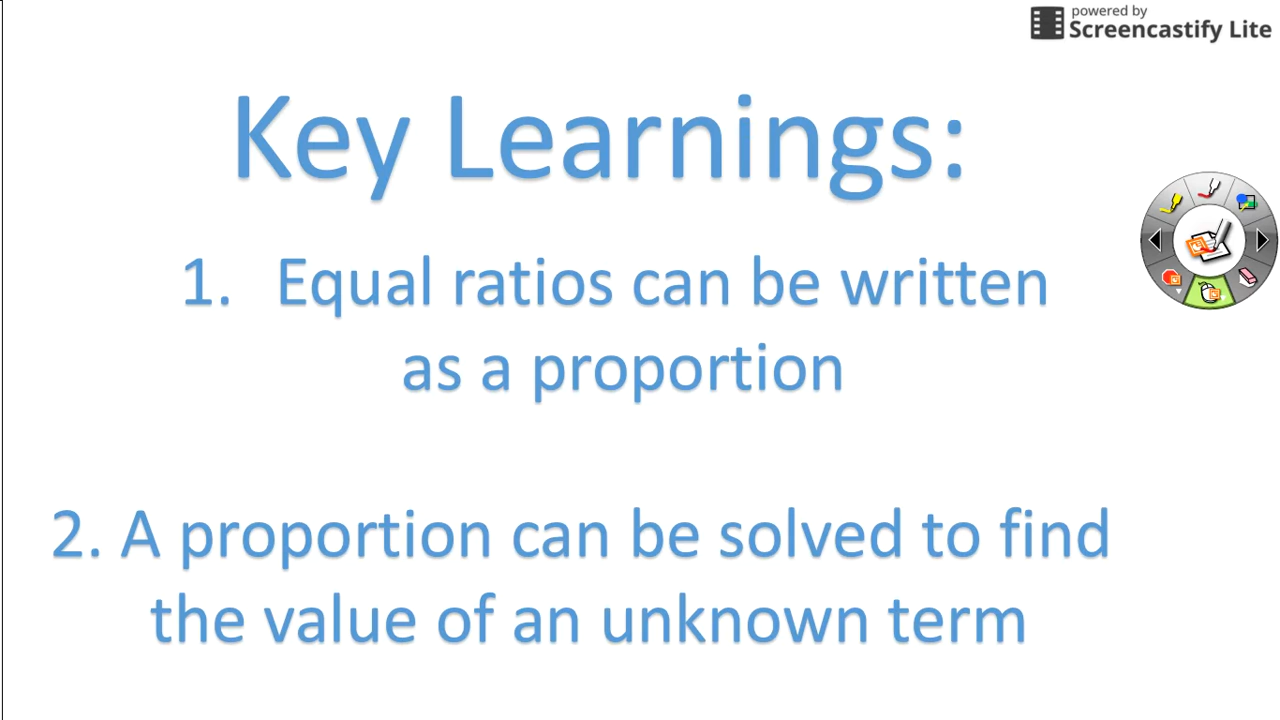 powered by
Screencastify Lite
Key Learnings:
1. Equal ratios can be written
as a proportion
2. A proportion can be solved to find
the value of an unknown term